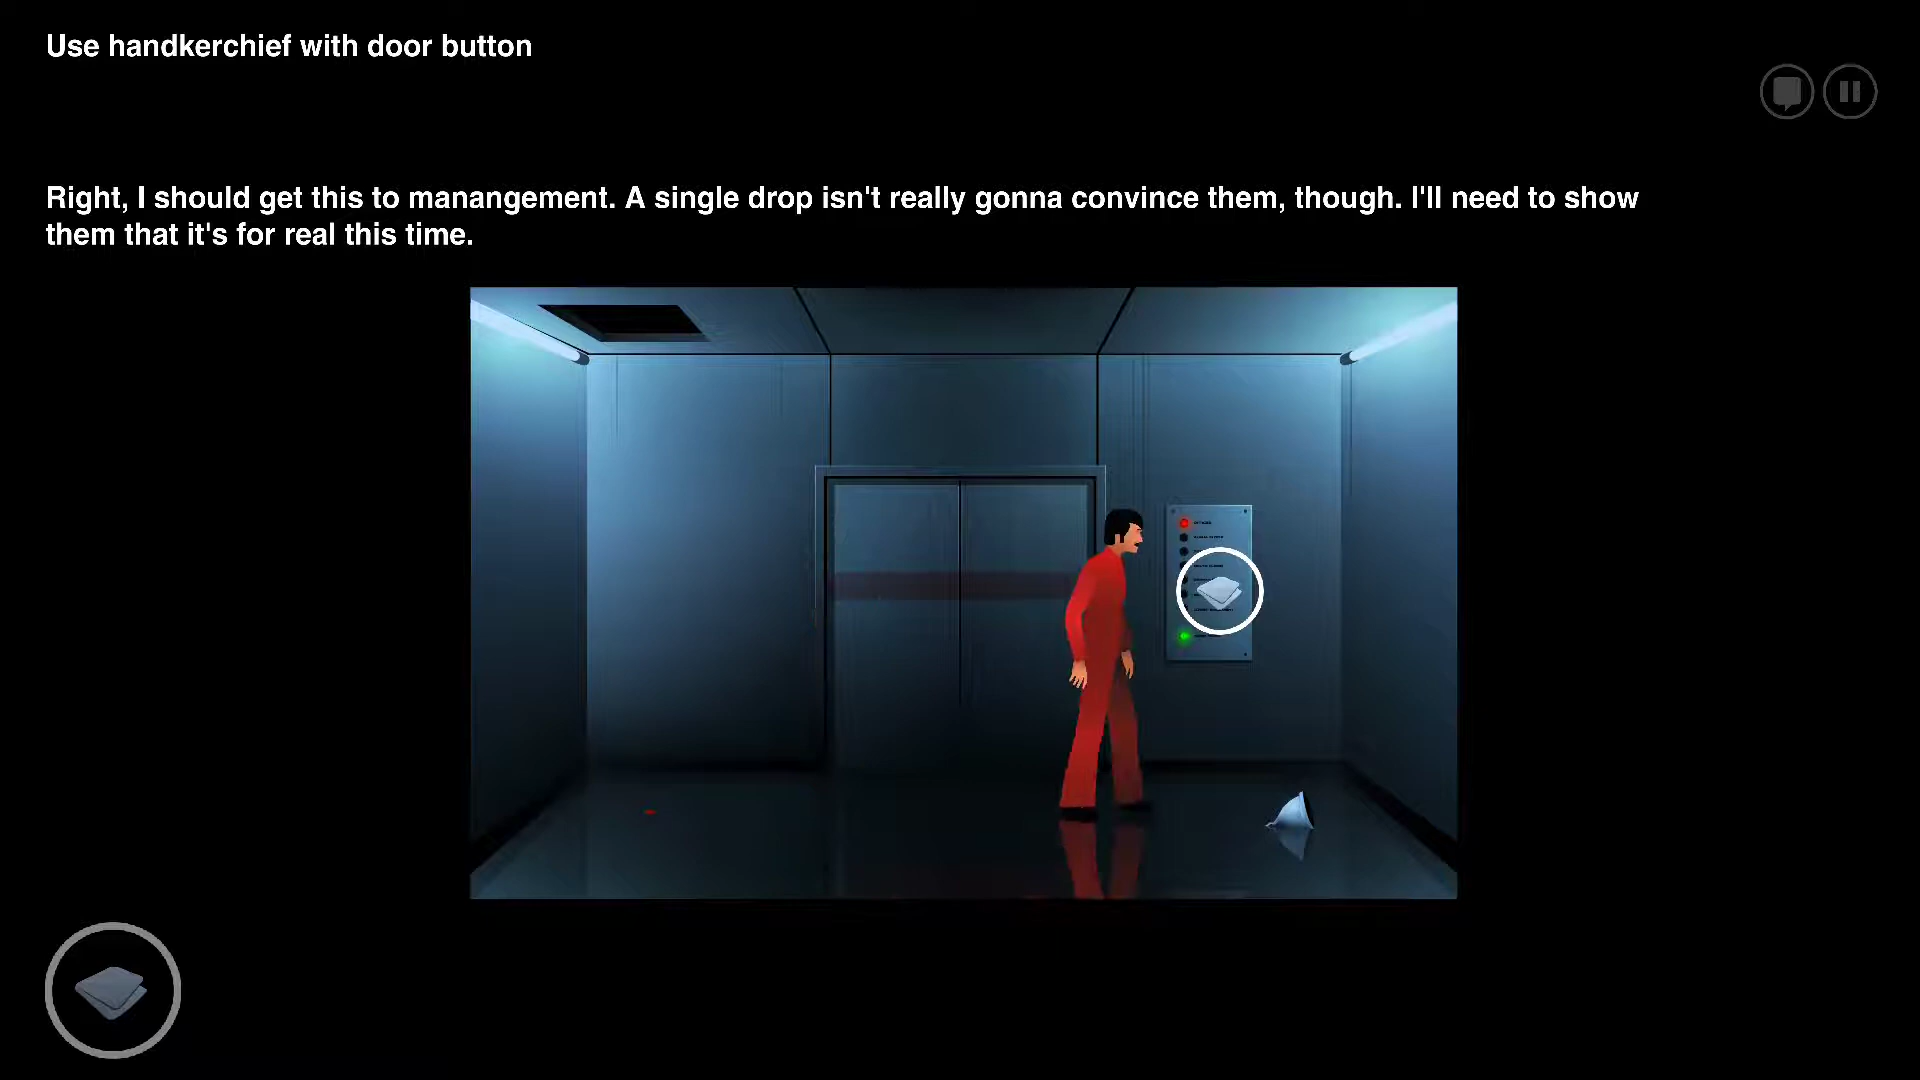 Use handkerchief with door button
Right, I should get this to manangement. A single drop isn't really gonna convince them, though. I'll need to show
them that it's for real this time.